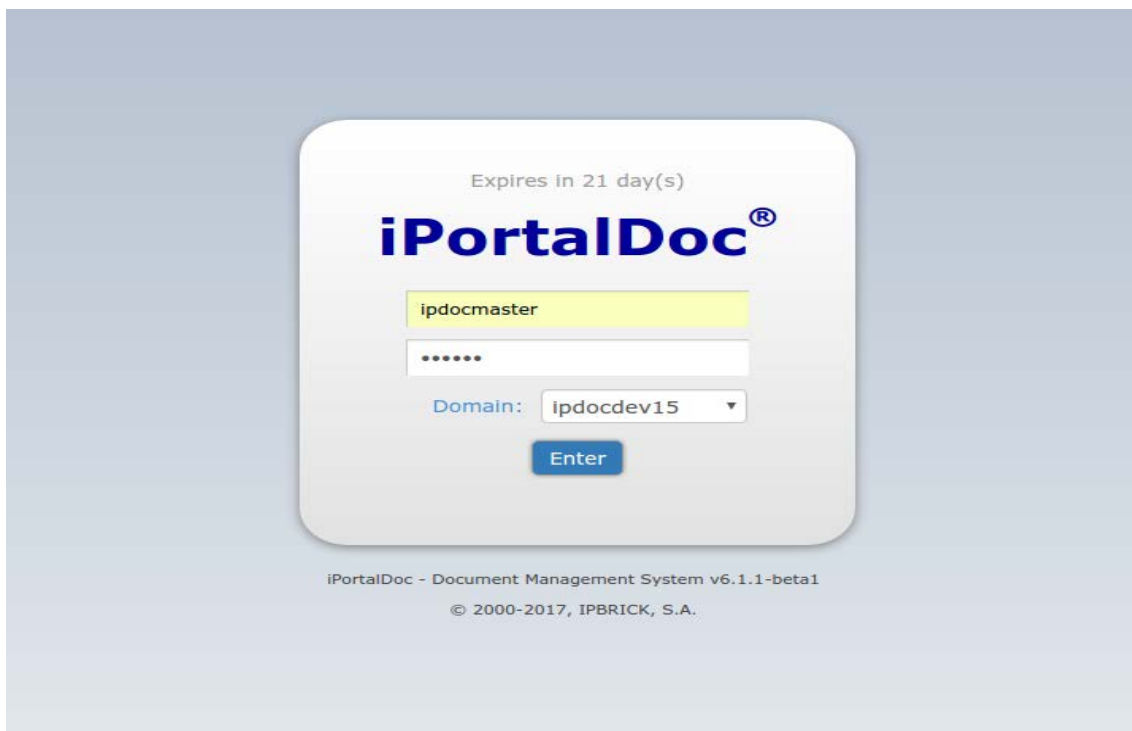 Expires in 21 day(s)
iPortalDoc®
ipdocmaster
••••••
Domain: ipdocdev15
Enter
iPortalDoc - Document Management System v6.1.1-beta1
© 2000-2017, IPBRICK, S.A.